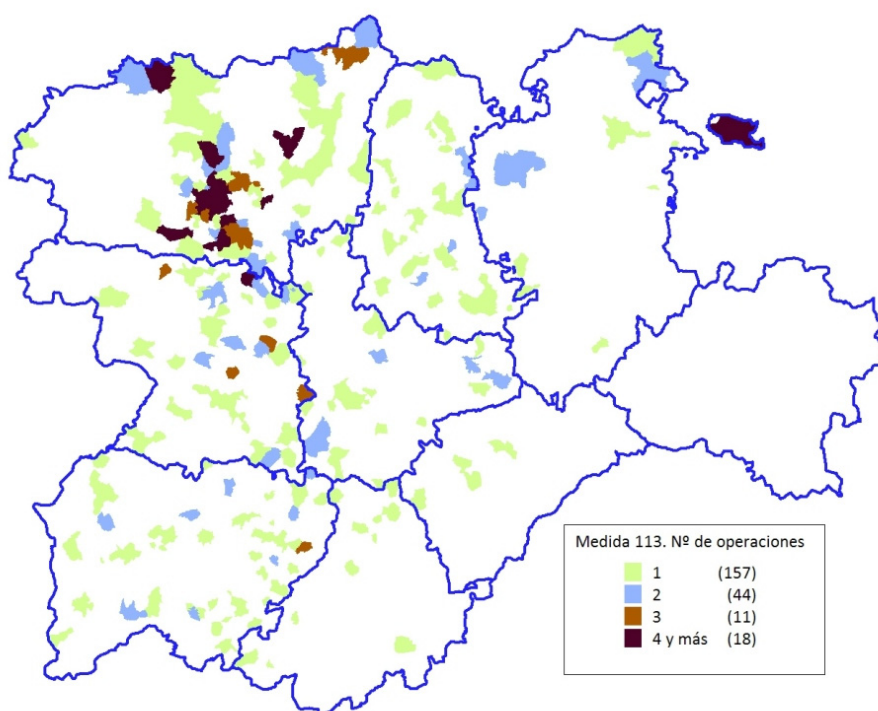 Medida 113. Nº de operaciones
1 (157)
2 (44)
3 (11)
4 y más (18)